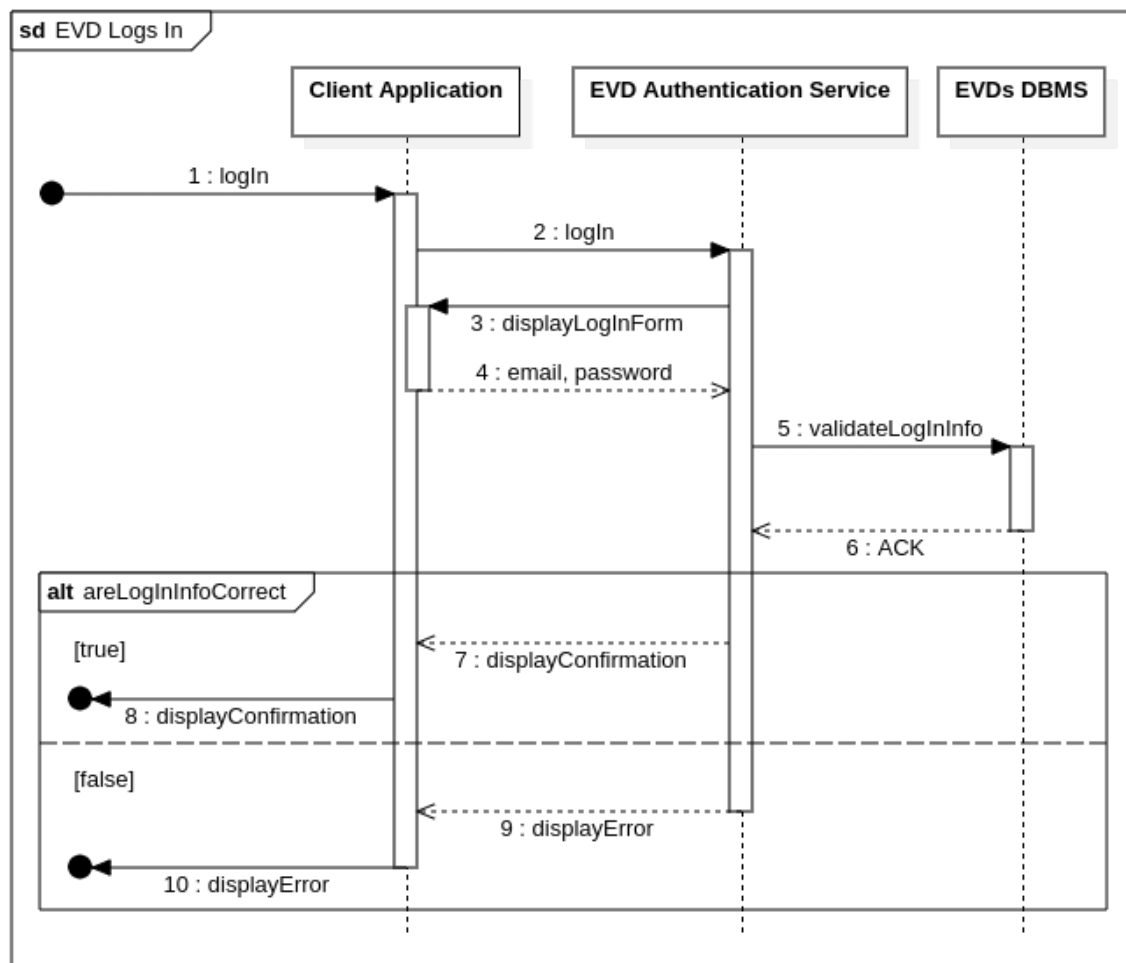 sd EVD Logs In
Client Application
EVD Authentication Service
EVDs DBMS
1 : logIn
2 : logIn
3 : displayLogInForm
4 : email, password
5 : validateLogInInfo
6 : ACK
alt areLogInInfoCorrect
[true]
7 : displayConfirmation
8 : displayConfirmation
[false]
9 : displayError
10 : displayError